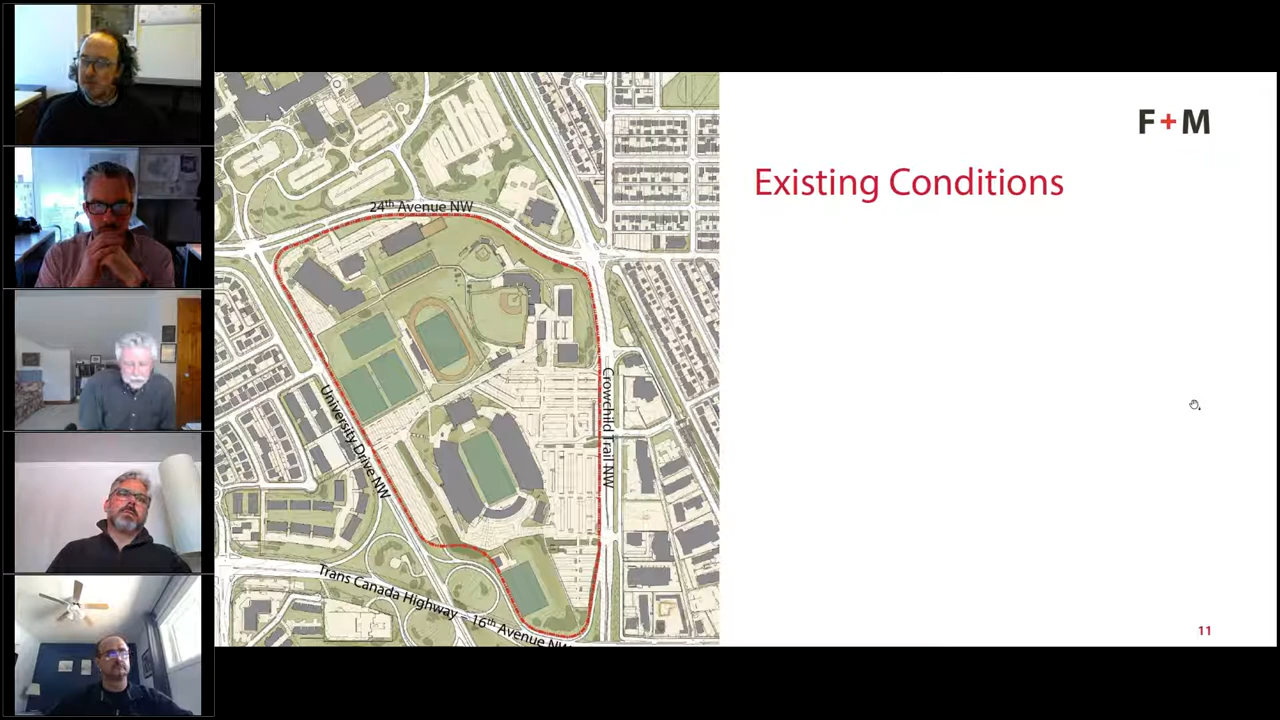 F+M
Existing Conditions
24th Avenue NW
Crowchild Trail NW
University Drive NW
Trans Canada Highway – 16th Avenue NW
11